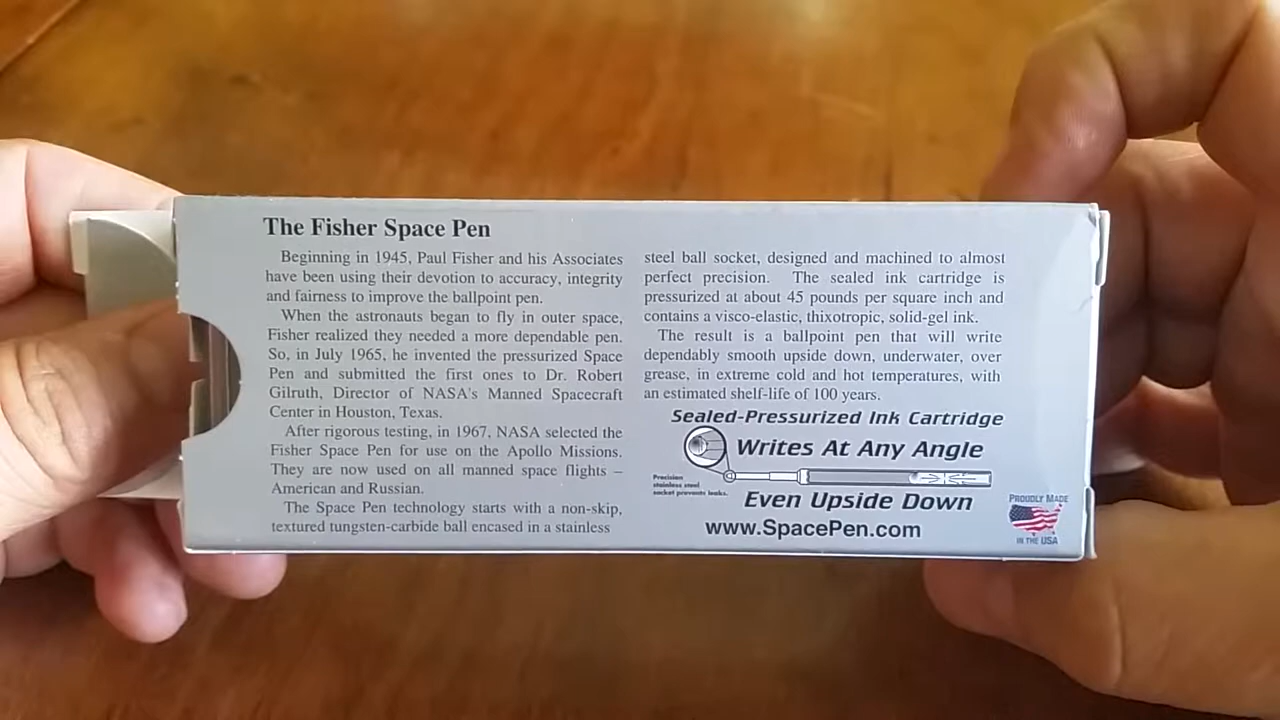 The Fisher Space Pen
Beginning in 1945, Paul Fisher and his Associates
have been using their devotion to accuracy, integrity
and fairness to improve the ballpoint pen.
When the astronauts began to fly in outer space,
Fisher realized they needed a more dependable pen.
So, in July 1965, he invented the pressurized Space
Pen and submitted the first ones to Dr. Robert
Gilruth, Director of NASA's Manned Spacecraft
Center in Houston, Texas.
After rigorous testing, in 1967, NASA selected the
Fisher Space Pen for use on the Apollo Missions.
They are now used on all manned space flights –
American and Russian.
The Space Pen technology starts with a non-skip,
textured tungsten-carbide ball encased in a stainless
steel ball socket, designed and machined to almost
perfect precision. The sealed ink cartridge is
pressurized at about 45 pounds per square inch and
contains a visco-elastic, thixotropic, solid-gel ink.
The result is a ballpoint pen that will write
dependably smooth upside down, underwater, over
grease, in extreme cold and hot temperatures, with
an estimated shelf-life of 100 years.
Sealed-Pressurized Ink Cartridge
Writes At Any Angle
Precision
stainless steel
socket prevents leaks.
Even Upside Down
www.SpacePen.com
PROUDLY MADE
IN THE USA